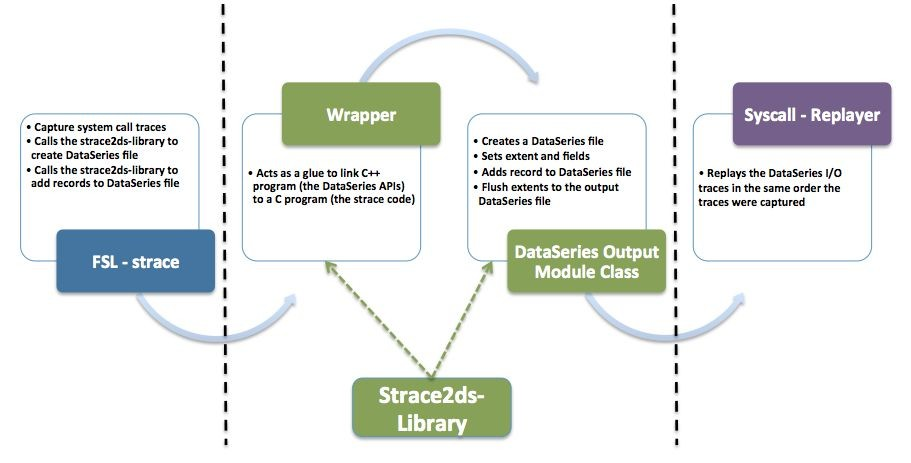 • Capture system call traces
• Calls the strace2ds-library to
create DataSeries file
• Calls the strace2ds-library to
add records to DataSeries file
FSL - strace
Wrapper
• Acts as a glue to link C++
program (the DataSeries APIs)
to a C program (the strace code)
• Creates a DataSeries file
• Sets extent and fields
• Adds record to DataSeries file
• Flush extents to the output
DataSeries file
DataSeries Output
Module Class
Syscall - Replayer
• Replays the DataSeries I/O
traces in the same order the
traces were captured
Strace2ds-
Library